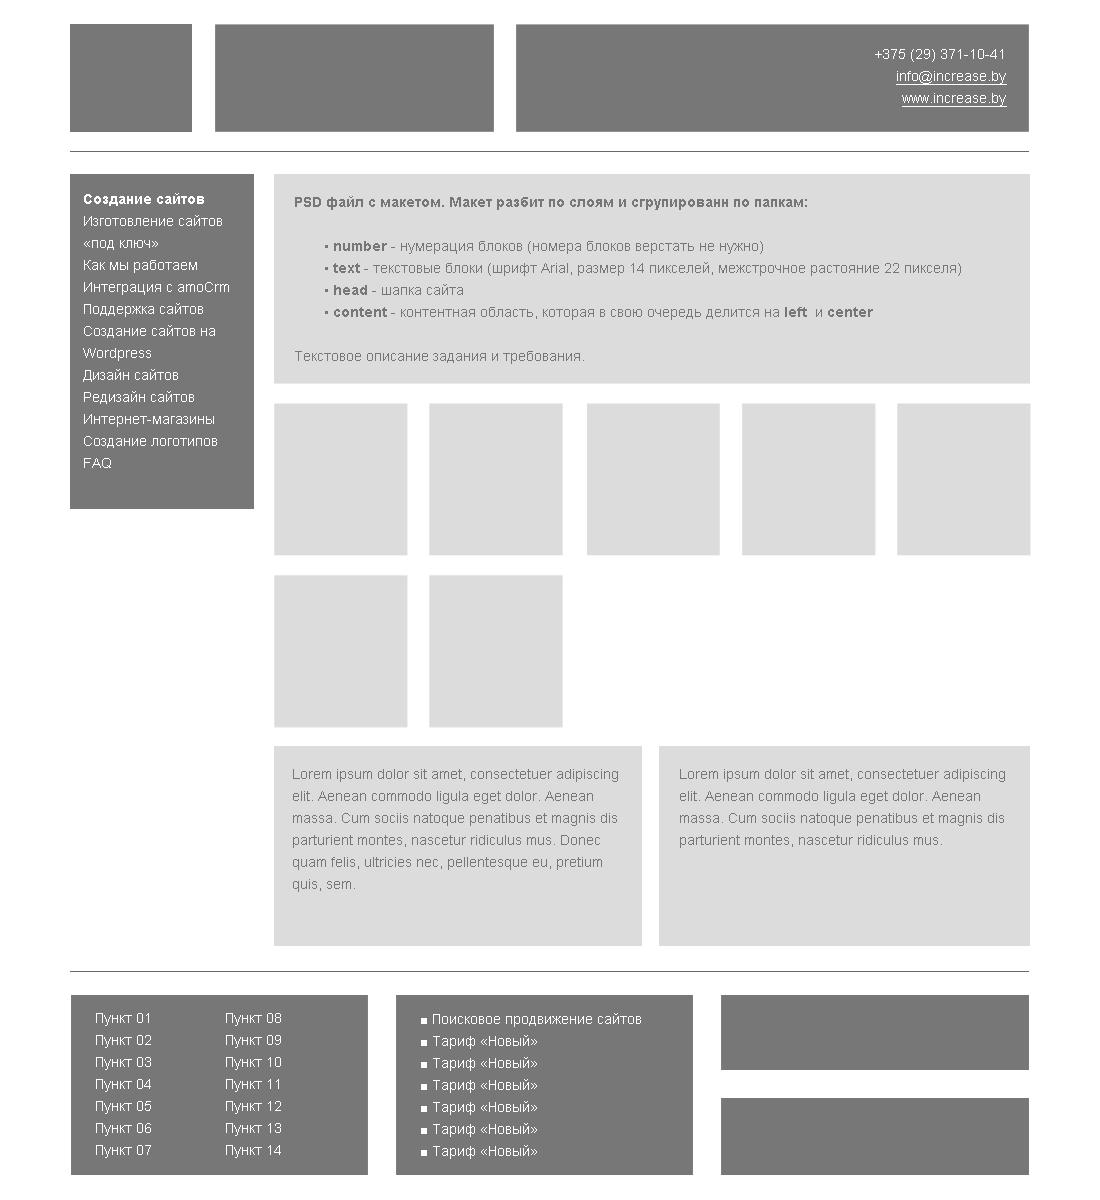 +375 (29) 371-10-41
info@increase.by
www.increase.by
Создание сайтов
Изготовление сайтов
«под ключ»
Как мы работаем
Интеграция с amoCrm
Поддержка сайтов
Создание сайтов на
Wordpress
Дизайн сайтов
Редизайн сайтов
Интернет-магазины
Создание логотипов
FAQ
PSD файл с макетом. Макет разбит по слоям и сгрупированн по папкам:
• number - нумерация блоков (номера блоков верстать не нужно)
• text - текстовые блоки (шрифт Arial, размер 14 пикселей, межстрочное растояние 22 пикселя)
• head - шапка сайта
• content - контентная область, которая в свою очередь делится на left и center
Текстовое описание задания и требования.
Lorem ipsum dolor sit amet, consectetuer adipiscing
elit. Aenean commodo ligula eget dolor. Aenean
massa. Cum sociis natoque penatibus et magnis dis
parturient montes, nascetur ridiculus mus. Donec
quam felis, ultricies nec, pellentesque eu, pretium
quis, sem.
Lorem ipsum dolor sit amet, consectetuer adipiscing
elit. Aenean commodo ligula eget dolor. Aenean
massa. Cum sociis natoque penatibus et magnis dis
parturient montes, nascetur ridiculus mus.
Пункт 01
Пункт 02
Пункт 03
Пункт 04
Пункт 05
Пункт 06
Пункт 07
Пункт 08
Пункт 09
Пункт 10
Пункт 11
Пункт 12
Пункт 13
Пункт 14
▪ Поисковое продвижение сайтов
▪ Тариф «Новый»
▪ Тариф «Новый»
▪ Тариф «Новый»
▪ Тариф «Новый»
▪ Тариф «Новый»
▪ Тариф «Новый»